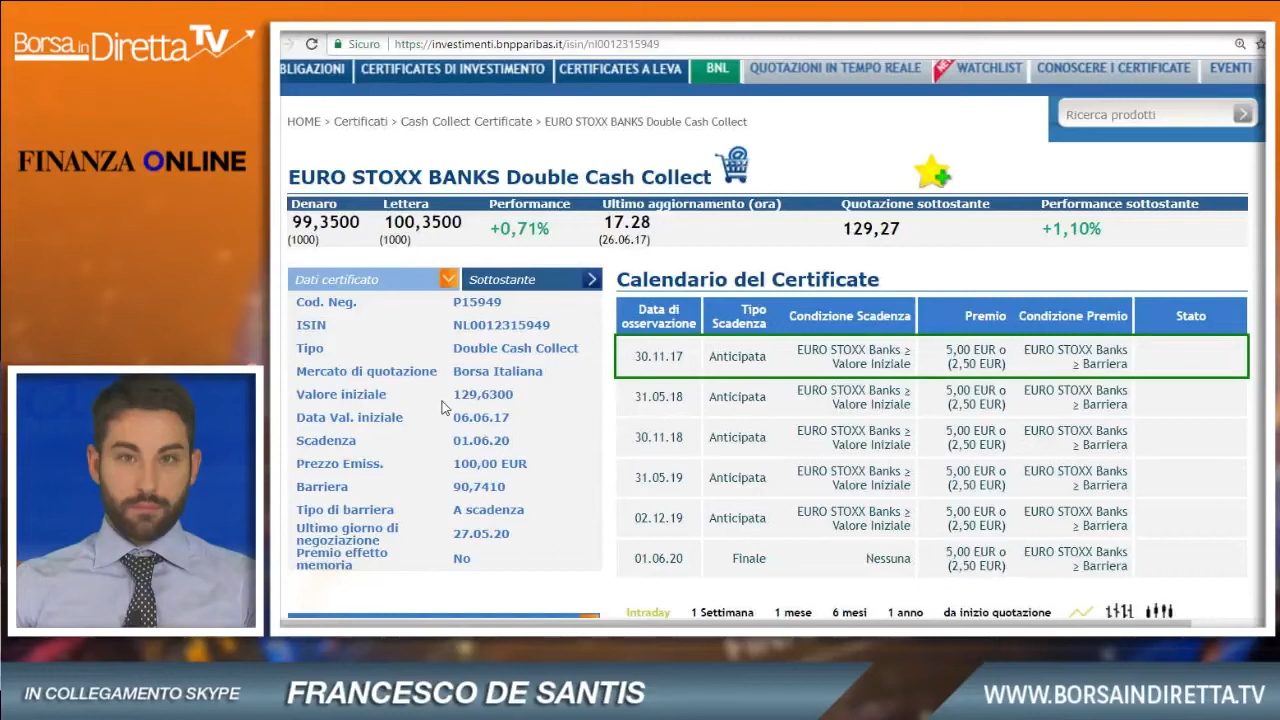 Borsa in Diretta TV
FINANZA ONLINE
Sicuro | https://investimenti.bnpparibas.it/isin/nl0012315949
BLIGAZIONI CERTIFICATES DI INVESTIMENTO CERTIFICATES A LEVA BNL QUOTAZIONI IN TEMPO REALE WATCHLIST CONOSCERE I CERTIFICATE EVENTI
Ricerca prodotti
HOME > Certificati > Cash Collect Certificate > EURO STOXX BANKS Double Cash Collect
EURO STOXX BANKS Double Cash Collect
Denaro Lettera Performance Ultimo aggiornamento (ora) Quotazione sottostante Performance sottostante
99,3500 100,3500 +0,71% 17.28 129,27 +1,10%
(1000) (1000) (26.06.17)
Dati certificato Sottostante
Cod. Neg. P15949
ISIN NL0012315949
Tipo Double Cash Collect
Mercato di quotazione Borsa Italiana
Valore iniziale 129,6300
Data Val. iniziale 06.06.17
Scadenza 01.06.20
Prezzo Emiss. 100,00 EUR
Barriera 90,7410
Tipo di barriera A scadenza
Ultimo giorno di
negoziazione 27.05.20
Premio effetto
memoria No
Calendario del Certificate
Data di osservazione Tipo Scadenza Condizione Scadenza Premio Condizione Premio Stato
30.11.17 Anticipata EURO STOXX Banks ≥ Valore Iniziale 5,00 EUR o (2,50 EUR) EURO STOXX Banks ≥ Barriera
31.05.18 Anticipata EURO STOXX Banks ≥ Valore Iniziale 5,00 EUR o (2,50 EUR) EURO STOXX Banks ≥ Barriera
30.11.18 Anticipata EURO STOXX Banks ≥ Valore Iniziale 5,00 EUR o (2,50 EUR) EURO STOXX Banks ≥ Barriera
31.05.19 Anticipata EURO STOXX Banks ≥ Valore Iniziale 5,00 EUR o (2,50 EUR) EURO STOXX Banks ≥ Barriera
02.12.19 Anticipata EURO STOXX Banks ≥ Valore Iniziale 5,00 EUR o (2,50 EUR) EURO STOXX Banks ≥ Barriera
01.06.20 Finale Nessuna 5,00 EUR o (2,50 EUR) EURO STOXX Banks ≥ Barriera
Intraday 1 Settimana 1 mese 6 mesi 1 anno da inizio quotazione
IN COLLEGAMENTO SKYPE FRANCESCO DE SANTIS WWW.BORSAINDIRETTA.TV